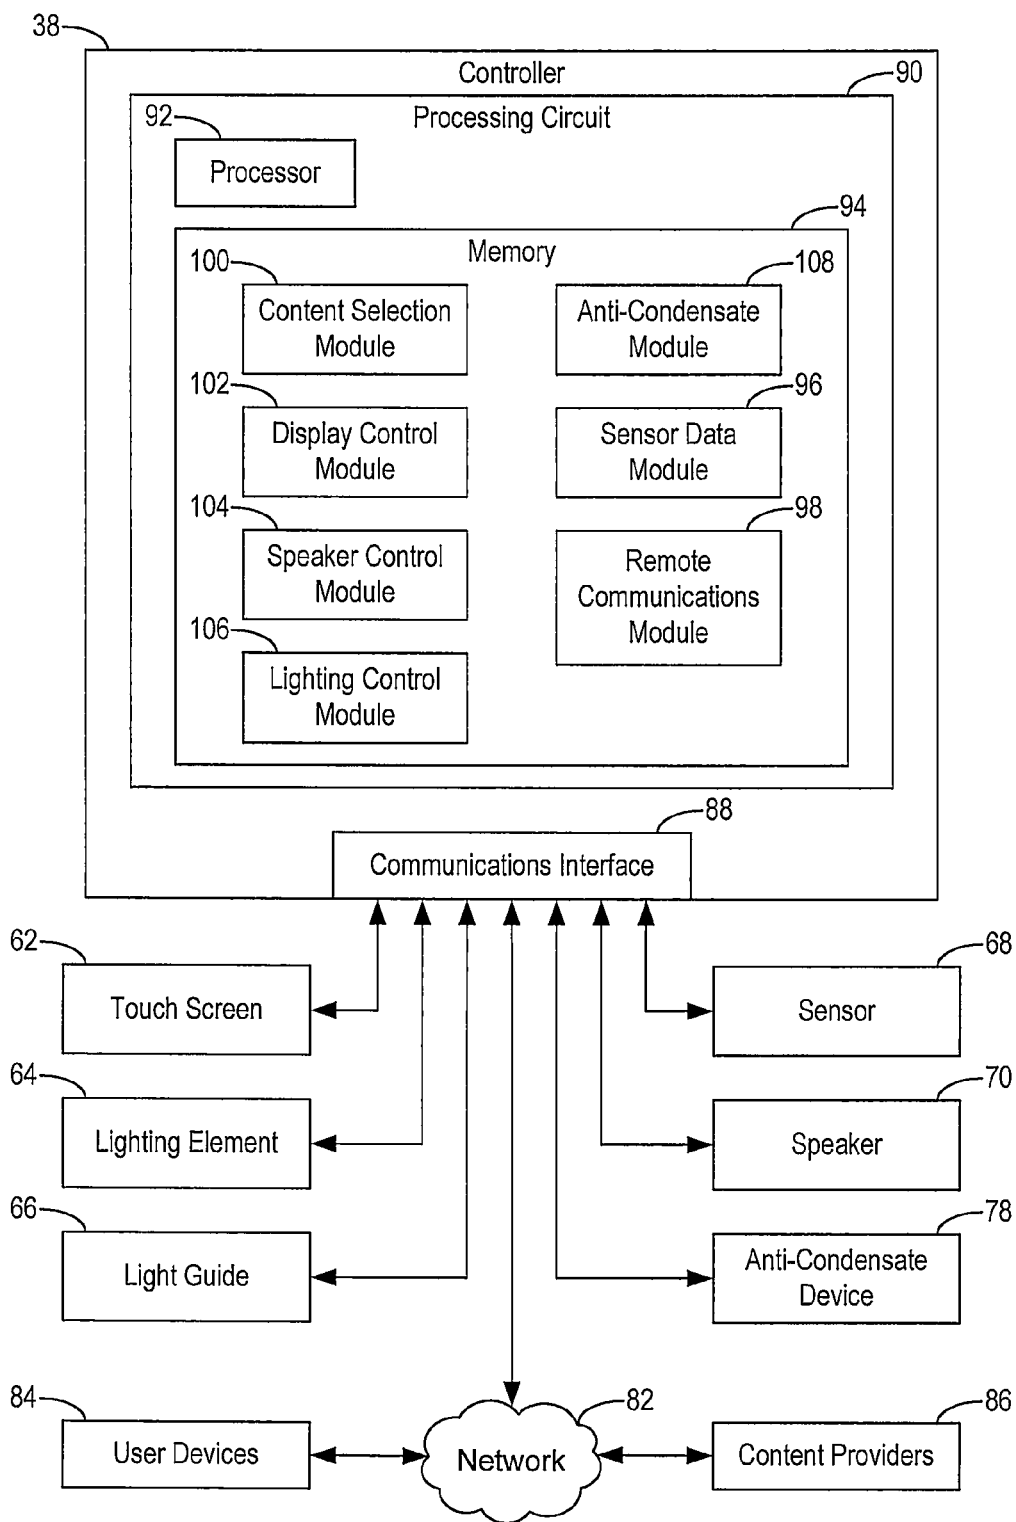 38
Controller
90
Processing Circuit
92
Processor
94
Memory
100
Content Selection
Module
108
Anti-Condensate
Module
102
Display Control
Module
96
Sensor Data
Module
104
Speaker Control
Module
98
Remote
Communications
Module
106
Lighting Control
Module
88
Communications Interface
62
Touch Screen
68
Sensor
64
Lighting Element
70
Speaker
66
Light Guide
78
Anti-Condensate
Device
84
User Devices
82
Network
86
Content Providers